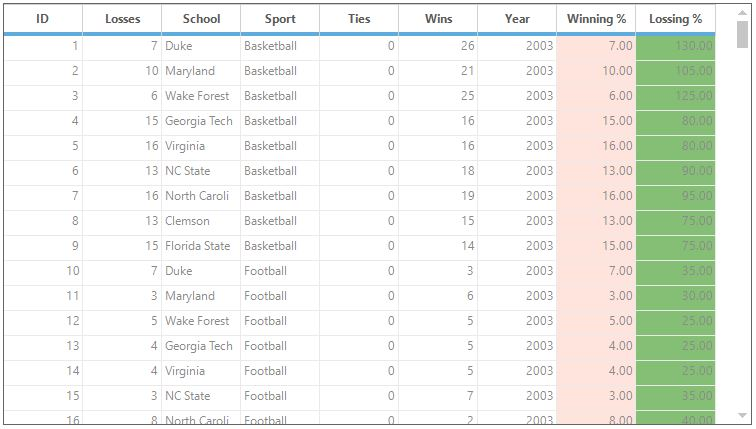 ID Losses School Sport Ties Wins Year Winning % Lossing %
1 7 Duke Basketball 0 26 2003 7.00 130.00
2 10 Maryland Basketball 0 21 2003 10.00 105.00
3 6 Wake Forest Basketball 0 25 2003 6.00 125.00
4 15 Georgia Tech Basketball 0 16 2003 15.00 80.00
5 16 Virginia Basketball 0 16 2003 16.00 80.00
6 13 NC State Basketball 0 18 2003 13.00 90.00
7 16 North Caroli Basketball 0 19 2003 16.00 95.00
8 13 Clemson Basketball 0 15 2003 13.00 75.00
9 15 Florida State Basketball 0 14 2003 15.00 75.00
10 7 Duke Football 0 3 2003 7.00 35.00
11 3 Maryland Football 0 6 2003 3.00 30.00
12 5 Wake Forest Football 0 5 2003 5.00 25.00
13 4 Georgia Tech Football 0 5 2003 4.00 25.00
14 4 Virginia Football 0 5 2003 4.00 25.00
15 3 NC State Football 0 7 2003 3.00 35.00
16 8 North Caroli Football 0 2 2003 8.00 40.00